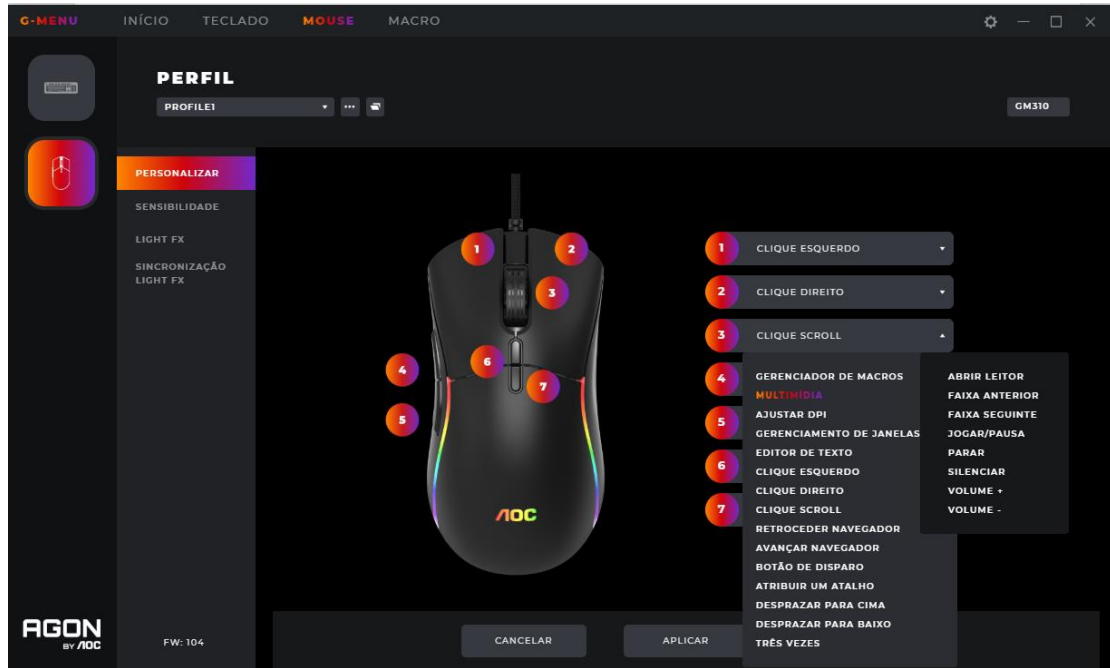 G-MENU INÍCIO TECLADO MOUSE MACRO
PERFIL
PROFILE1
GM310
PERSONALIZAR
SENSIBILIDADE
LIGHT FX
SINCRONIZAÇÃO
LIGHT FX
1
2
3
4
5
6
7
AOC
1 CLIQUE ESQUERDO
2 CLIQUE DIREITO
3 CLIQUE SCROLL
4
5
6
7
GERENCIADOR DE MACROS
MULTIMÍDIA
AJUSTAR DPI
GERENCIAMENTO DE JANELAS
EDITOR DE TEXTO
CLIQUE ESQUERDO
CLIQUE DIREITO
CLIQUE SCROLL
RETROCEDER NAVEGADOR
AVANÇAR NAVEGADOR
BOTÃO DE DISPARO
ATRIBUIR UM ATALHO
DESPRAZAR PARA CIMA
DESPRAZAR PARA BAIXO
TRÊS VEZES
ABRIR LEITOR
FAIXA ANTERIOR
FAIXA SEGUINTE
JOGAR/PAUSA
PARAR
SILENCIAR
VOLUME +
VOLUME -
AGON
BY AOC
FW: 104
CANCELAR
APLICAR